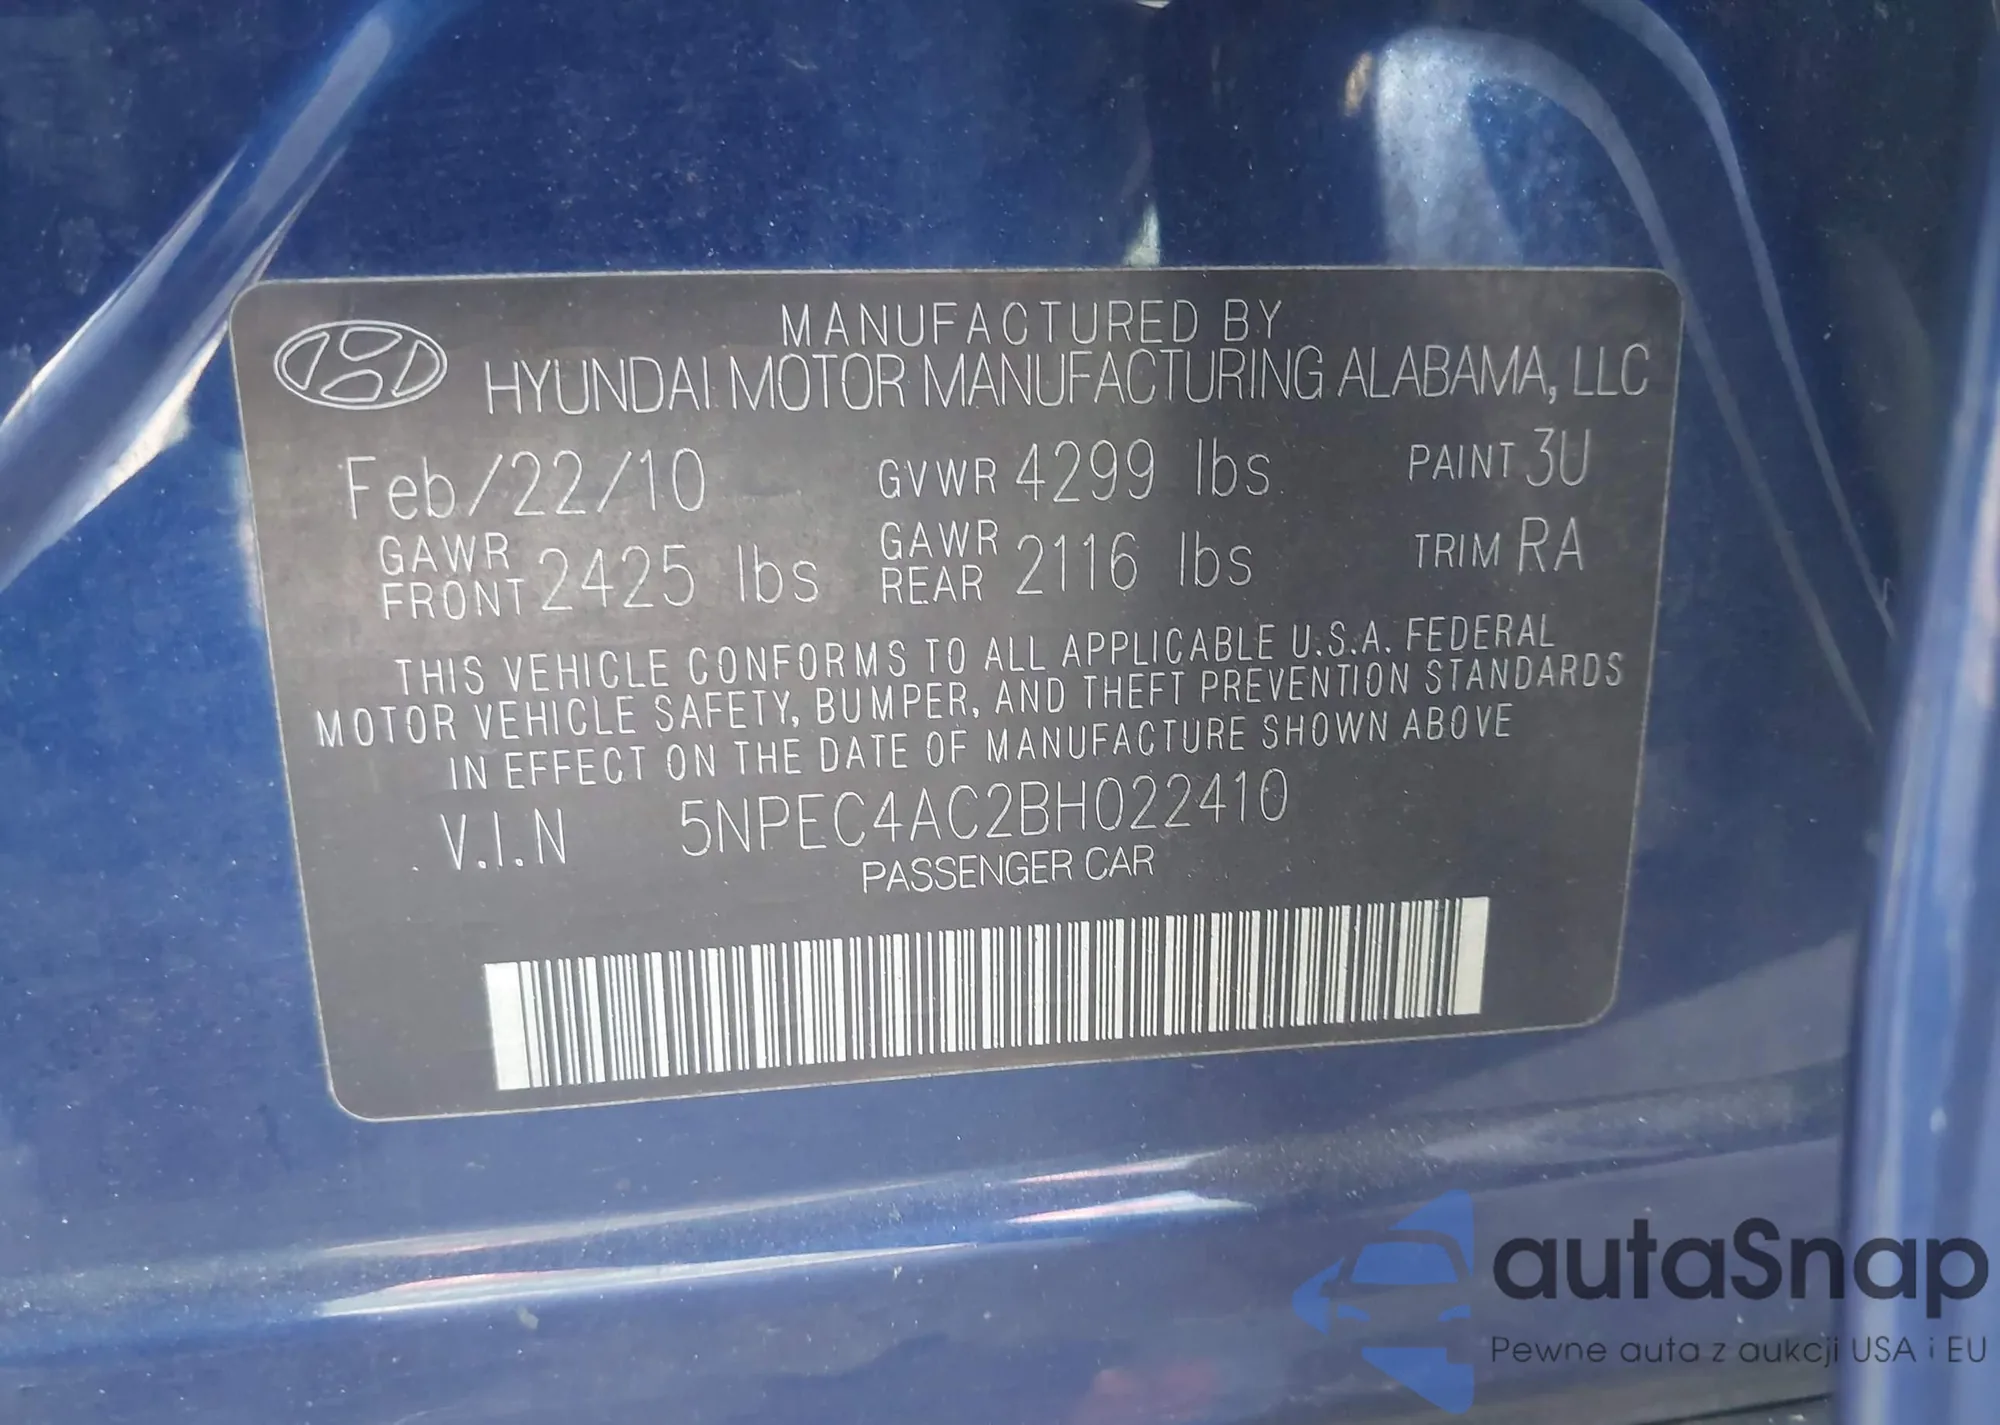 MANUFACTURED BY
HYUNDAI MOTOR MANUFACTURING ALABAMA, LLC
Feb/22/10 GVWR 4299 lbs PAINT 3U
GAWR FRONT 2425 lbs GAWR REAR 2116 lbs TRIM RA
THIS VEHICLE CONFORMS TO ALL APPLICABLE U.S.A. FEDERAL
MOTOR VEHICLE SAFETY, BUMPER, AND THEFT PREVENTION STANDARDS
IN EFFECT ON THE DATE OF MANUFACTURE SHOWN ABOVE
V.I.N 5NPEC4AC2BH022410
PASSENGER CAR
autaSnap
Pewne auta z aukcji USA i EU